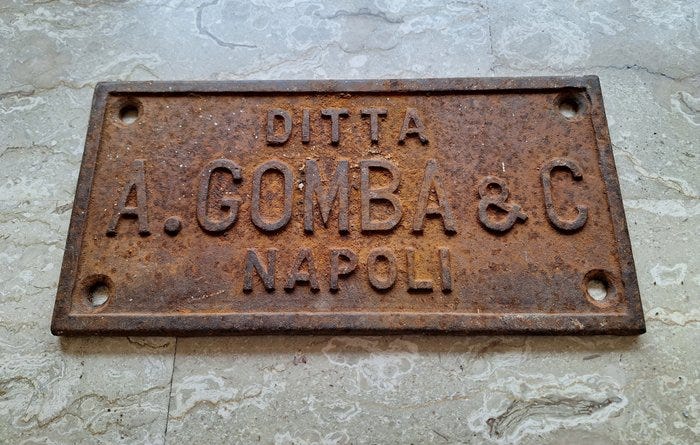 DITTA
A. GOMBA & C
NAPOLI